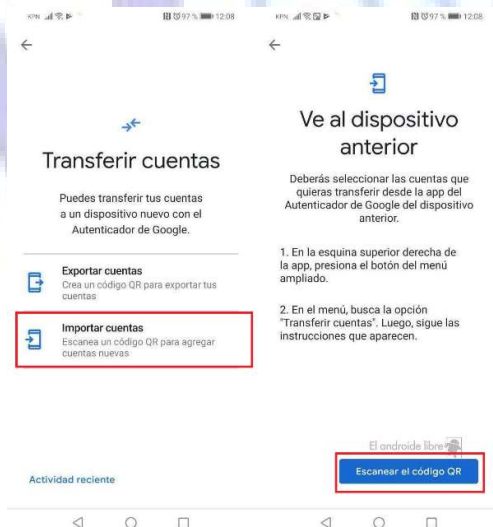 KPN 97 % 12:08
Transferir cuentas
Puedes transferir tus cuentas
a un dispositivo nuevo con el
Autenticador de Google.
Exportar cuentas
Crea un código QR para exportar tus
cuentas
Importar cuentas
Escanea un código QR para agregar
cuentas nuevas
Actividad reciente
KPN 97 % 12:08
Ve al dispositivo
anterior
Deberás seleccionar las cuentas que
quieras transferir desde la app del
Autenticador de Google del dispositivo
anterior.
1. En la esquina superior derecha de
la app, presiona el botón del menú
ampliado.
2. En el menú, busca la opción
"Transferir cuentas". Luego, sigue las
instrucciones que aparecen.
El androide libre
Escanear el código QR